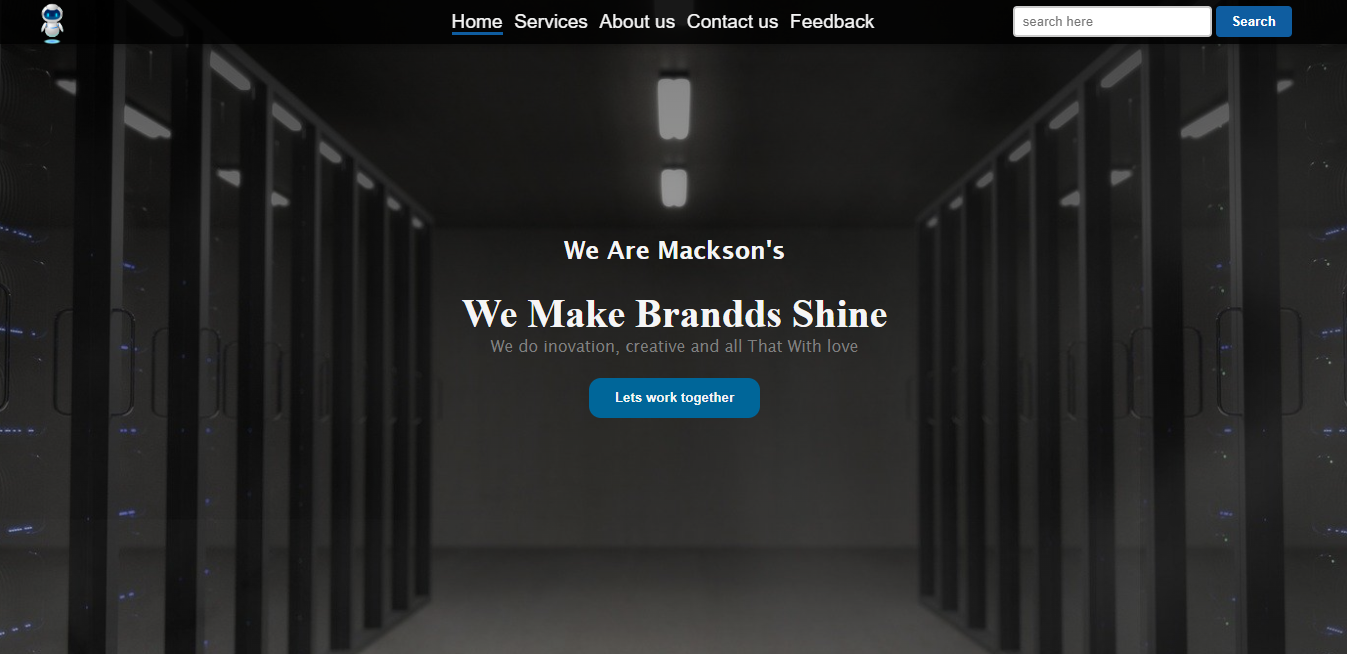 Home Services About us Contact us Feedback search here Search
We Are Mackson's
We Make Brandds Shine
We do inovation, creative and all That With love
Lets work together